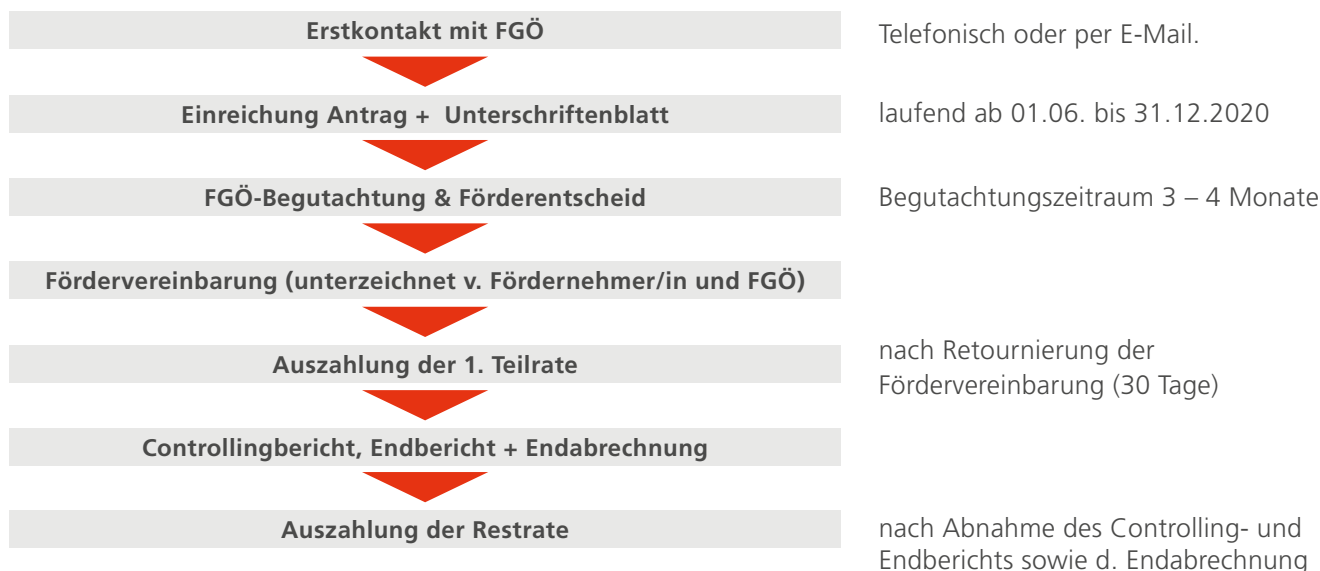 Erstkontakt mit FGÖ
Telefonisch oder per E-Mail.
Einreichung Antrag + Unterschriftenblatt
laufend ab 01.06. bis 31.12.2020
FGÖ-Begutachtung & Förderentscheid
Begutachtungszeitraum 3 – 4 Monate
Fördervereinbarung (unterzeichnet v. Fördernehmer/in und FGÖ)
Auszahlung der 1. Teilrate
nach Retournierung der
Fördervereinbarung (30 Tage)
Controllingbericht, Endbericht + Endabrechnung
Auszahlung der Restrate
nach Abnahme des Controlling- und
Endberichts sowie d. Endabrechnung